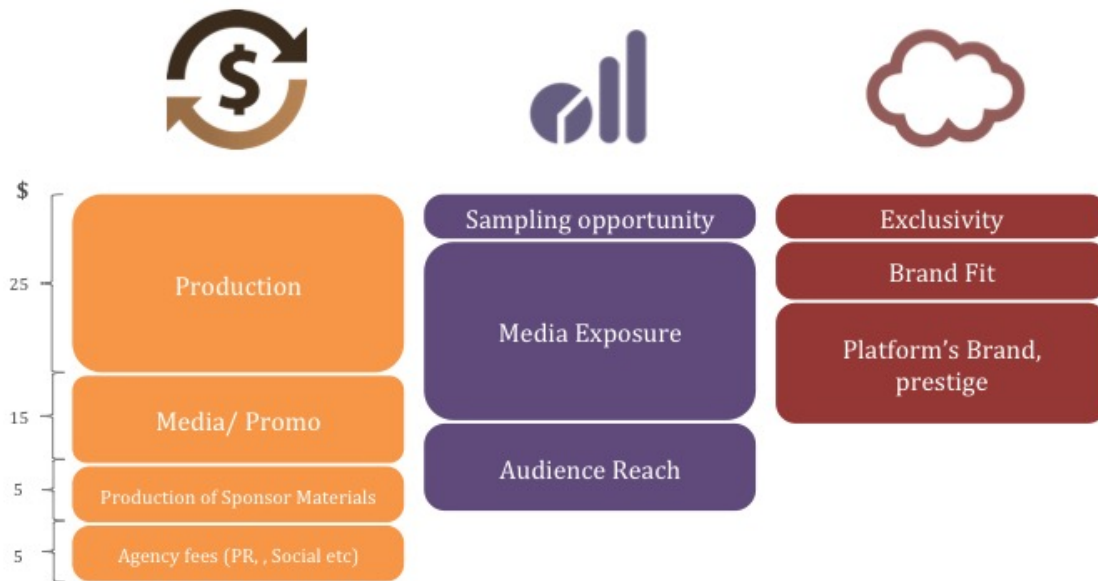 $
$
25
15
5
5
Production
Media/ Promo
Production of Sponsor Materials
Agency fees (PR, , Social etc)
Sampling opportunity
Media Exposure
Audience Reach
Exclusivity
Brand Fit
Platform’s Brand,
prestige